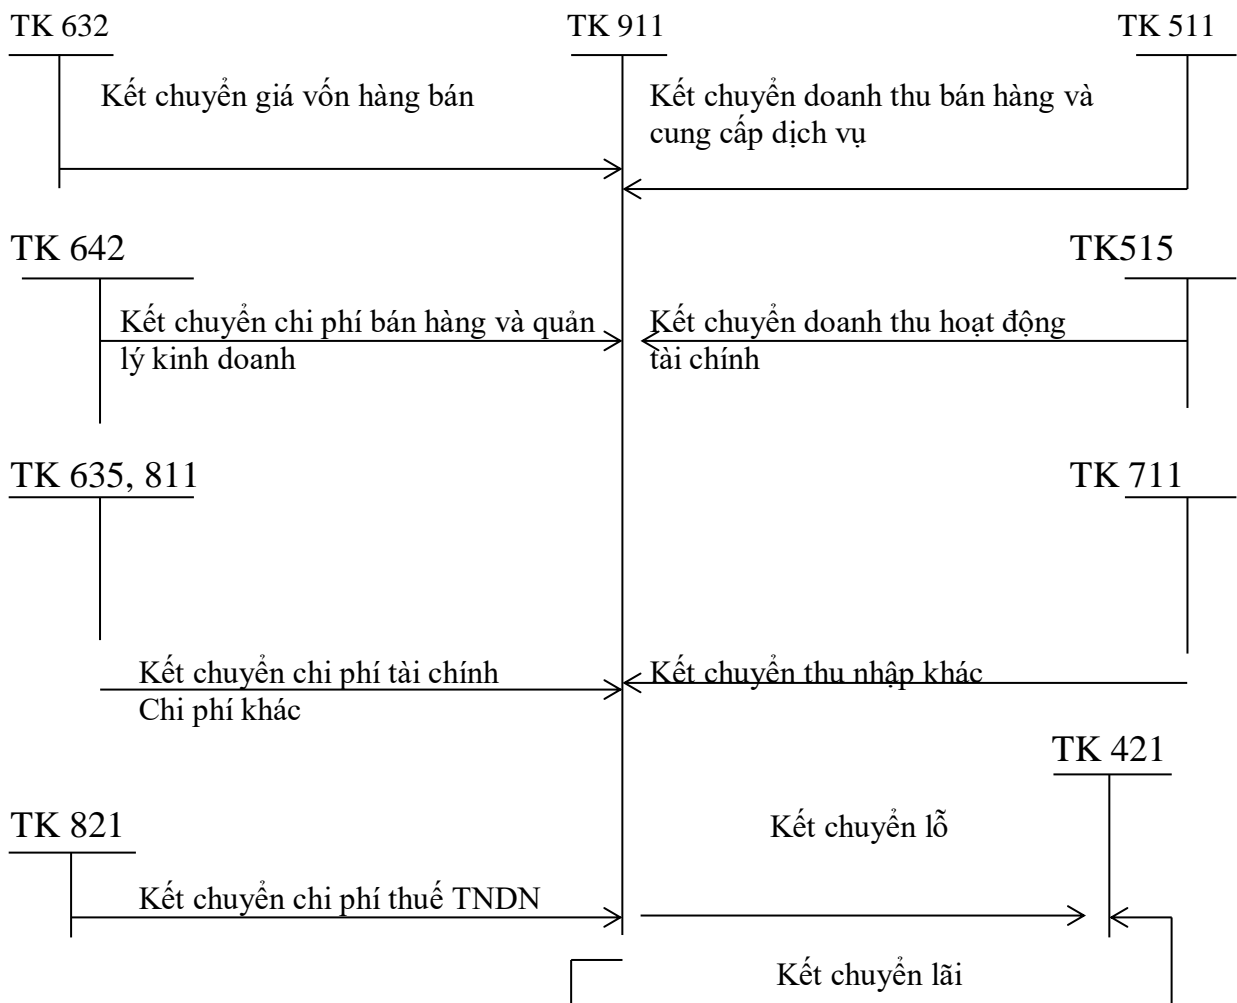 TK 632
TK 911
TK 511
Kết chuyển giá vốn hàng bán
Kết chuyển doanh thu bán hàng và
cung cấp dịch vụ
TK 642
TK515
Kết chuyển chi phí bán hàng và quản
lý kinh doanh
Kết chuyển doanh thu hoạt động
tài chính
TK 635, 811
TK 711
Kết chuyển chi phí tài chính
Chi phí khác
Kết chuyển thu nhập khác
TK 421
TK 821
Kết chuyển lỗ
Kết chuyển chi phí thuế TNDN
Kết chuyển lãi